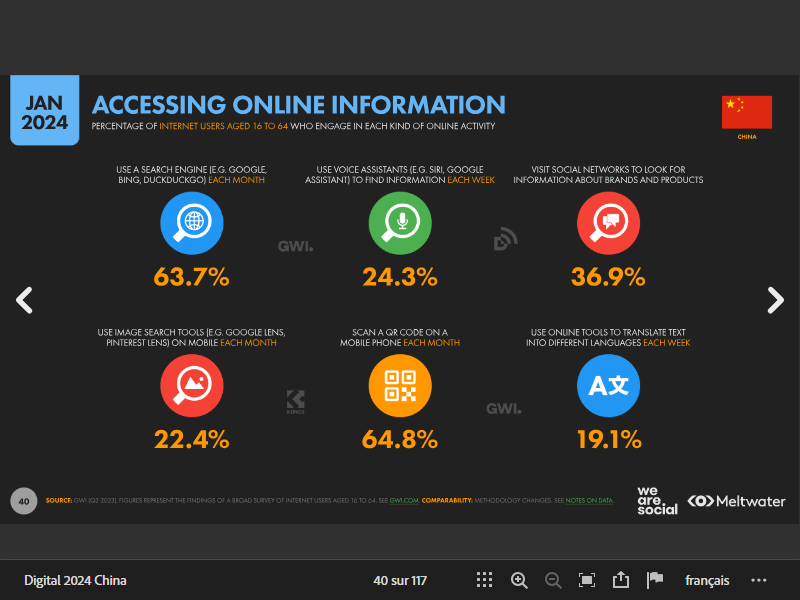 JAN
2024
ACCESSING ONLINE INFORMATION
PERCENTAGE OF INTERNET USERS AGED 16 TO 64 WHO ENGAGE IN EACH KIND OF ONLINE ACTIVITY
CHINA
USE A SEARCH ENGINE (E.G. GOOGLE,
BING, DUCKDUCKGO) EACH MONTH
63.7%
USE VOICE ASSISTANTS (E.G. SIRI, GOOGLE
ASSISTANT) TO FIND INFORMATION EACH WEEK
24.3%
VISIT SOCIAL NETWORKS TO LOOK FOR
INFORMATION ABOUT BRANDS AND PRODUCTS
36.9%
GWI.
USE IMAGE SEARCH TOOLS (E.G. GOOGLE LENS,
PINTEREST LENS) ON MOBILE EACH MONTH
22.4%
SCAN A QR CODE ON A
MOBILE PHONE EACH MONTH
64.8%
USE ONLINE TOOLS TO TRANSLATE TEXT
INTO DIFFERENT LANGUAGES EACH WEEK
A文
19.1%
KEPIOS
GWI.
40
SOURCE: GWI (Q3 2023). FIGURES REPRESENT THE FINDINGS OF A BROAD SURVEY OF INTERNET USERS AGED 16 TO 64. SEE GWI.COM. COMPARABILITY: METHODOLOGY CHANGES. SEE NOTES ON DATA.
we
are.
social
Meltwater
Digital 2024 China
40 sur 117
français